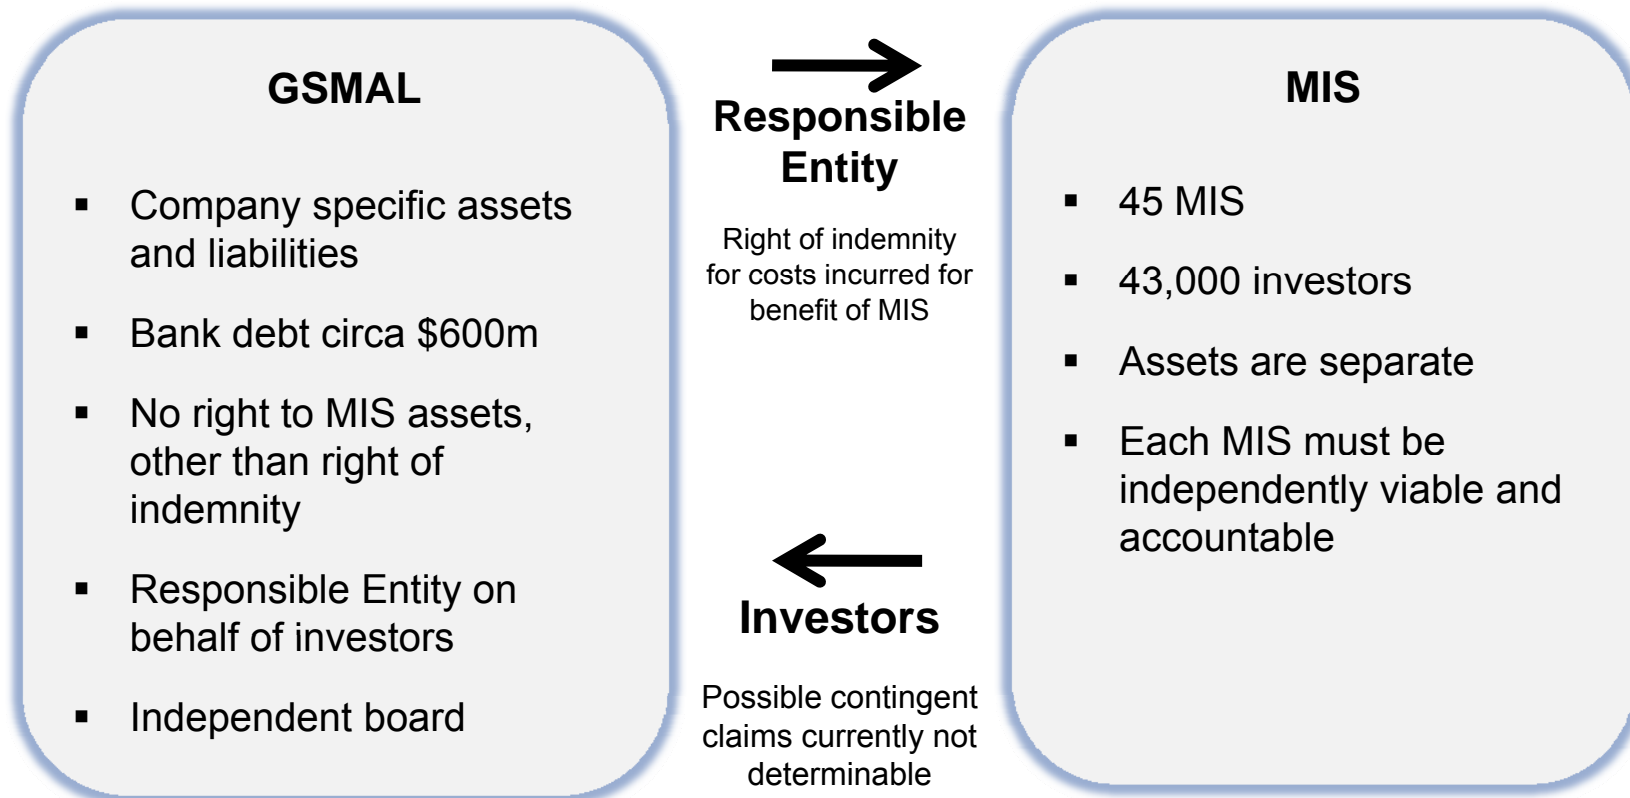 GSMAL
▪ Company specific assets
and liabilities
▪ Bank debt circa $600m
▪ No right to MIS assets,
other than right of
indemnity
▪ Responsible Entity on
behalf of investors
▪ Independent board
Responsible
Entity
Right of indemnity
for costs incurred for
benefit of MIS
Investors
Possible contingent
claims currently not
determinable
MIS
▪ 45 MIS
▪ 43,000 investors
▪ Assets are separate
▪ Each MIS must be
independently viable and
accountable